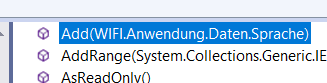 Add(WIFI.Anwendung.Daten.Sprache)
AddRange(System.Collections.Generic.IE
AsReadOnly()